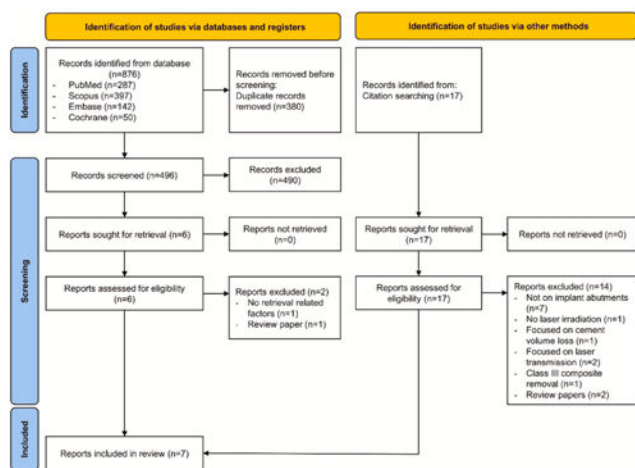 Identification of studies via databases and registers
Identification of studies via other methods
Identification
Records identified from database
(n=876)
- PubMed (n=287)
- Scopus (n=397)
- Embase (n=142)
- Cochrane (n=50)
Records removed before
screening:
Duplicate records
removed (n=380)
Records identified from:
Citation searching (n=17)
Screening
Records screened (n=496)
Records excluded
(n=490)
Reports sought for retrieval (n=6)
Reports not retrieved
(n=0)
Reports sought for retrieval
(n=17)
Reports not retrieved (n=0)
Reports assessed for eligibility
(n=6)
Reports excluded (n=2)
- No retrieval related
factors (n=1)
- Review paper (n=1)
Reports assessed for
eligibility (n=17)
Reports excluded (n=14)
- Not on implant abutments
(n=7)
- No laser irradiation (n=1)
- Focused on cement
volume loss (n=1)
- Focused on laser
transmission (n=2)
- Class III composite
removal (n=1)
- Review papers (n=2)
Included
Reports included in review (n=7)